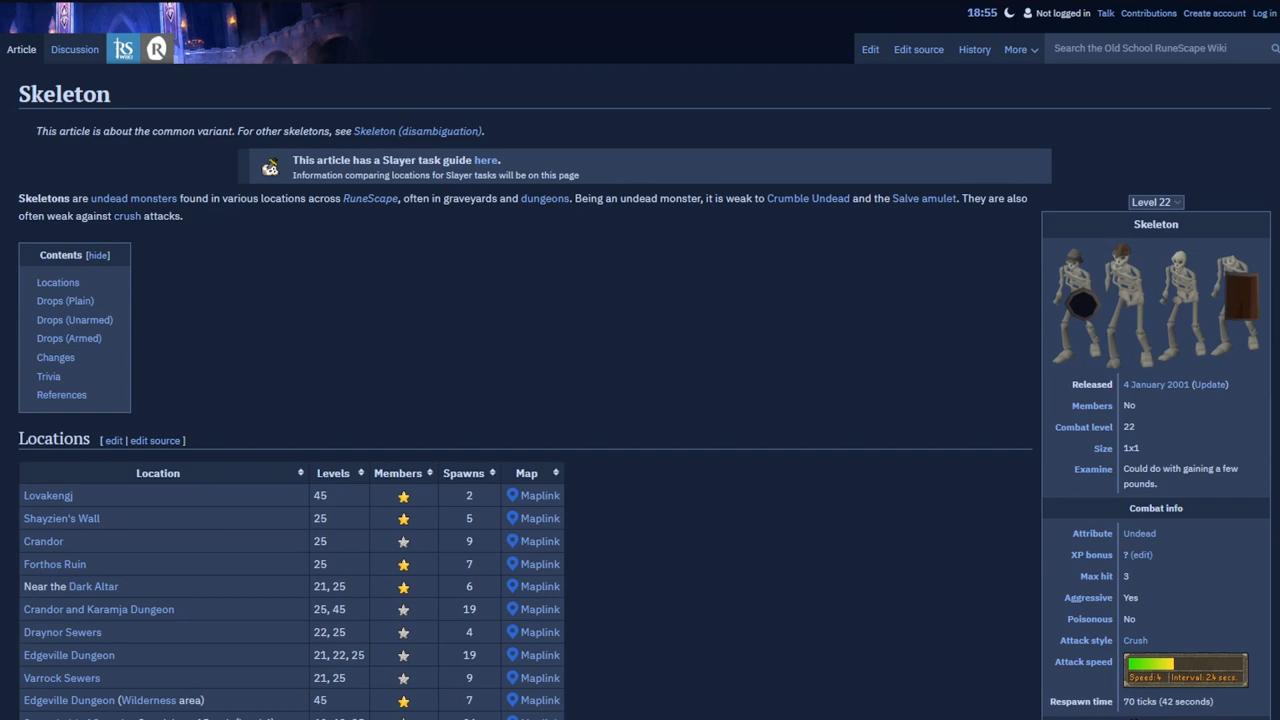 18:55 Not logged in Talk Contributions Create account Log in
Article Discussion RS WIKI R Edit Edit source History More Search the Old School RuneScape Wiki
Skeleton
This article is about the common variant. For other skeletons, see Skeleton (disambiguation).
This article has a Slayer task guide here.
Information comparing locations for Slayer tasks will be on this page
Skeletons are undead monsters found in various locations across RuneScape, often in graveyards and dungeons. Being an undead monster, it is weak to Crumble Undead and the Salve amulet. They are also
often weak against crush attacks.
Contents [hide]
Locations
Drops (Plain)
Drops (Unarmed)
Drops (Armed)
Changes
Trivia
References
Level 22
Skeleton
Released 4 January 2001 (Update)
Members No
Combat level 22
Size 1x1
Examine Could do with gaining a few
pounds.
Combat info
Attribute Undead
XP bonus ? (edit)
Max hit 3
Aggressive Yes
Poisonous No
Attack style Crush
Attack speed
Speed: 4 Interval: 2.4 secs.
Respawn time 70 ticks (42 seconds)
Locations [ edit | edit source ]
Location Levels Members Spawns Map
Lovakengj 45 2 Maplink
Shayzien's Wall 25 5 Maplink
Crandor 25 9 Maplink
Forthos Ruin 25 7 Maplink
Near the Dark Altar 21, 25 6 Maplink
Crandor and Karamja Dungeon 25, 45 19 Maplink
Draynor Sewers 22, 25 4 Maplink
Edgeville Dungeon 21, 22, 25 19 Maplink
Varrock Sewers 21, 25 9 Maplink
Edgeville Dungeon (Wilderness area) 45 7 Maplink